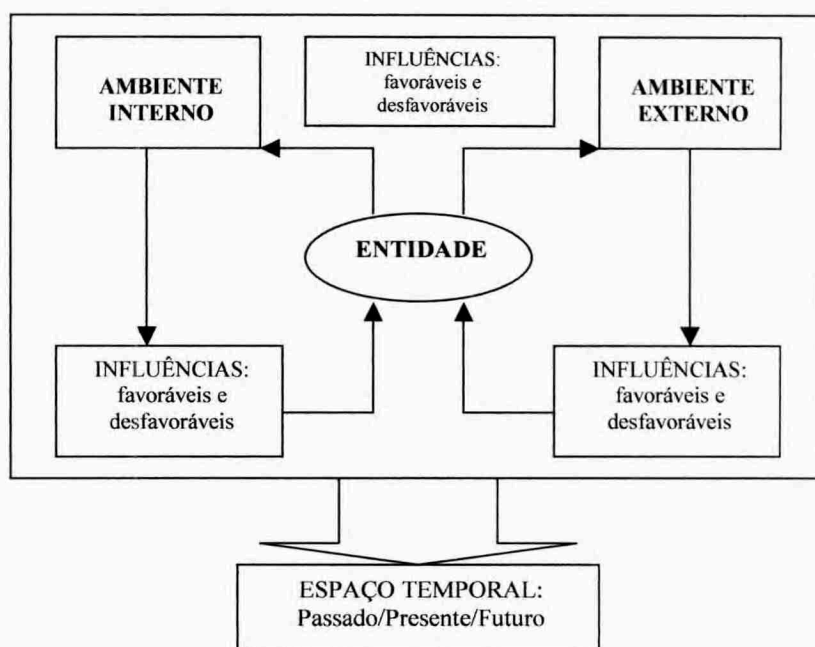 INFLUÊNCIAS:
favoráveis e
desfavoráveis
AMBIENTE
INTERNO
AMBIENTE
EXTERNO
ENTIDADE
INFLUÊNCIAS:
favoráveis e
desfavoráveis
INFLUÊNCIAS:
favoráveis e
desfavoráveis
ESPAÇO TEMPORAL:
Passado/Presente/Futuro